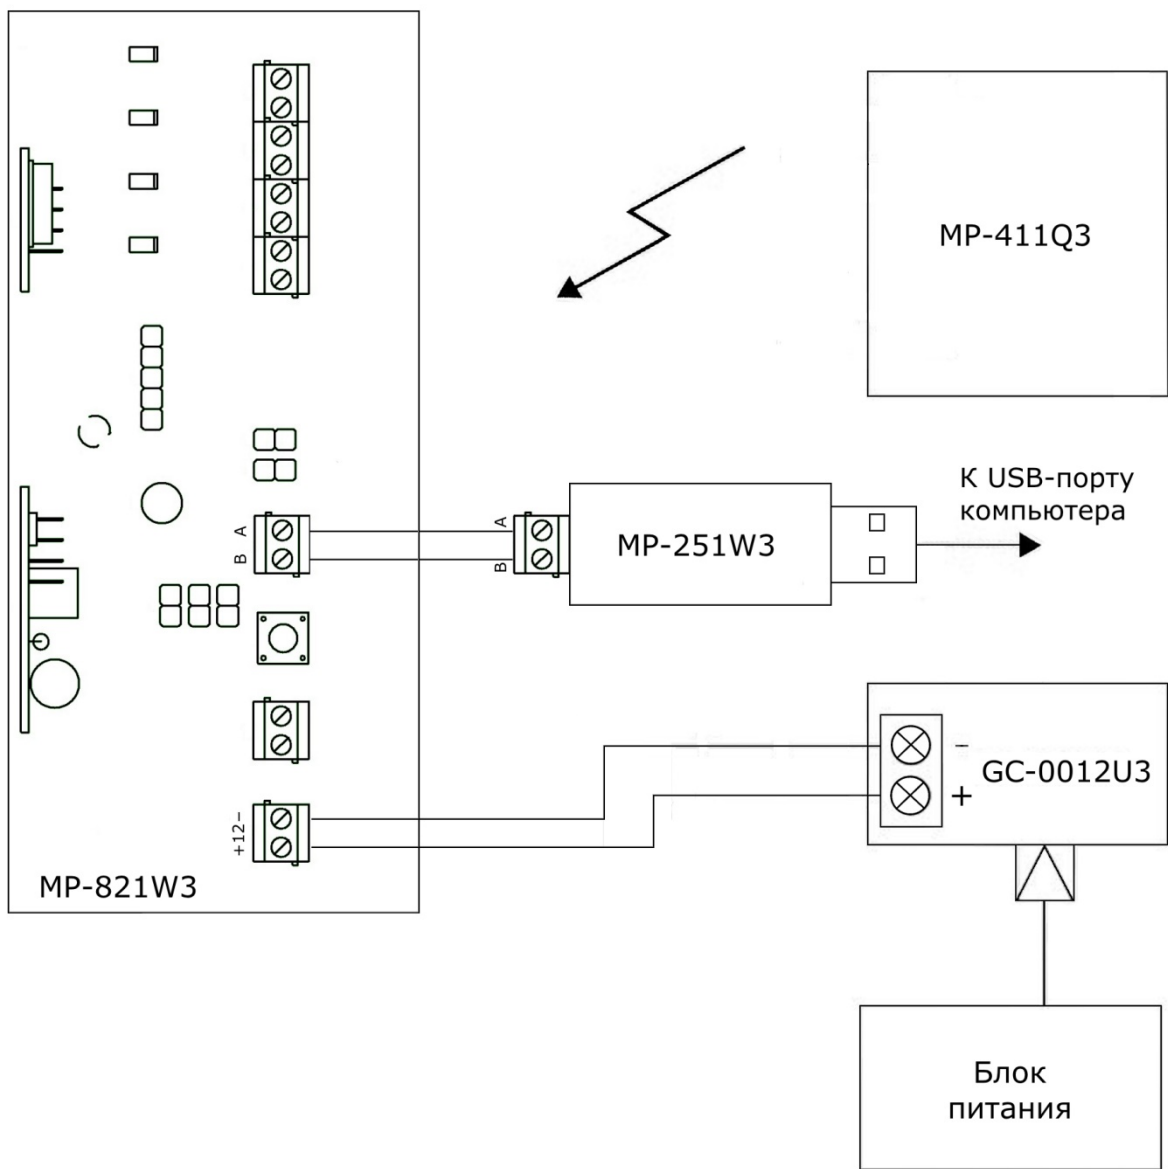 MP-411Q3
К USB-порту
компьютера
A
B
A
B
MP-251W3
−
+
GC-0012U3
+12−
MP-821W3
Блок
питания